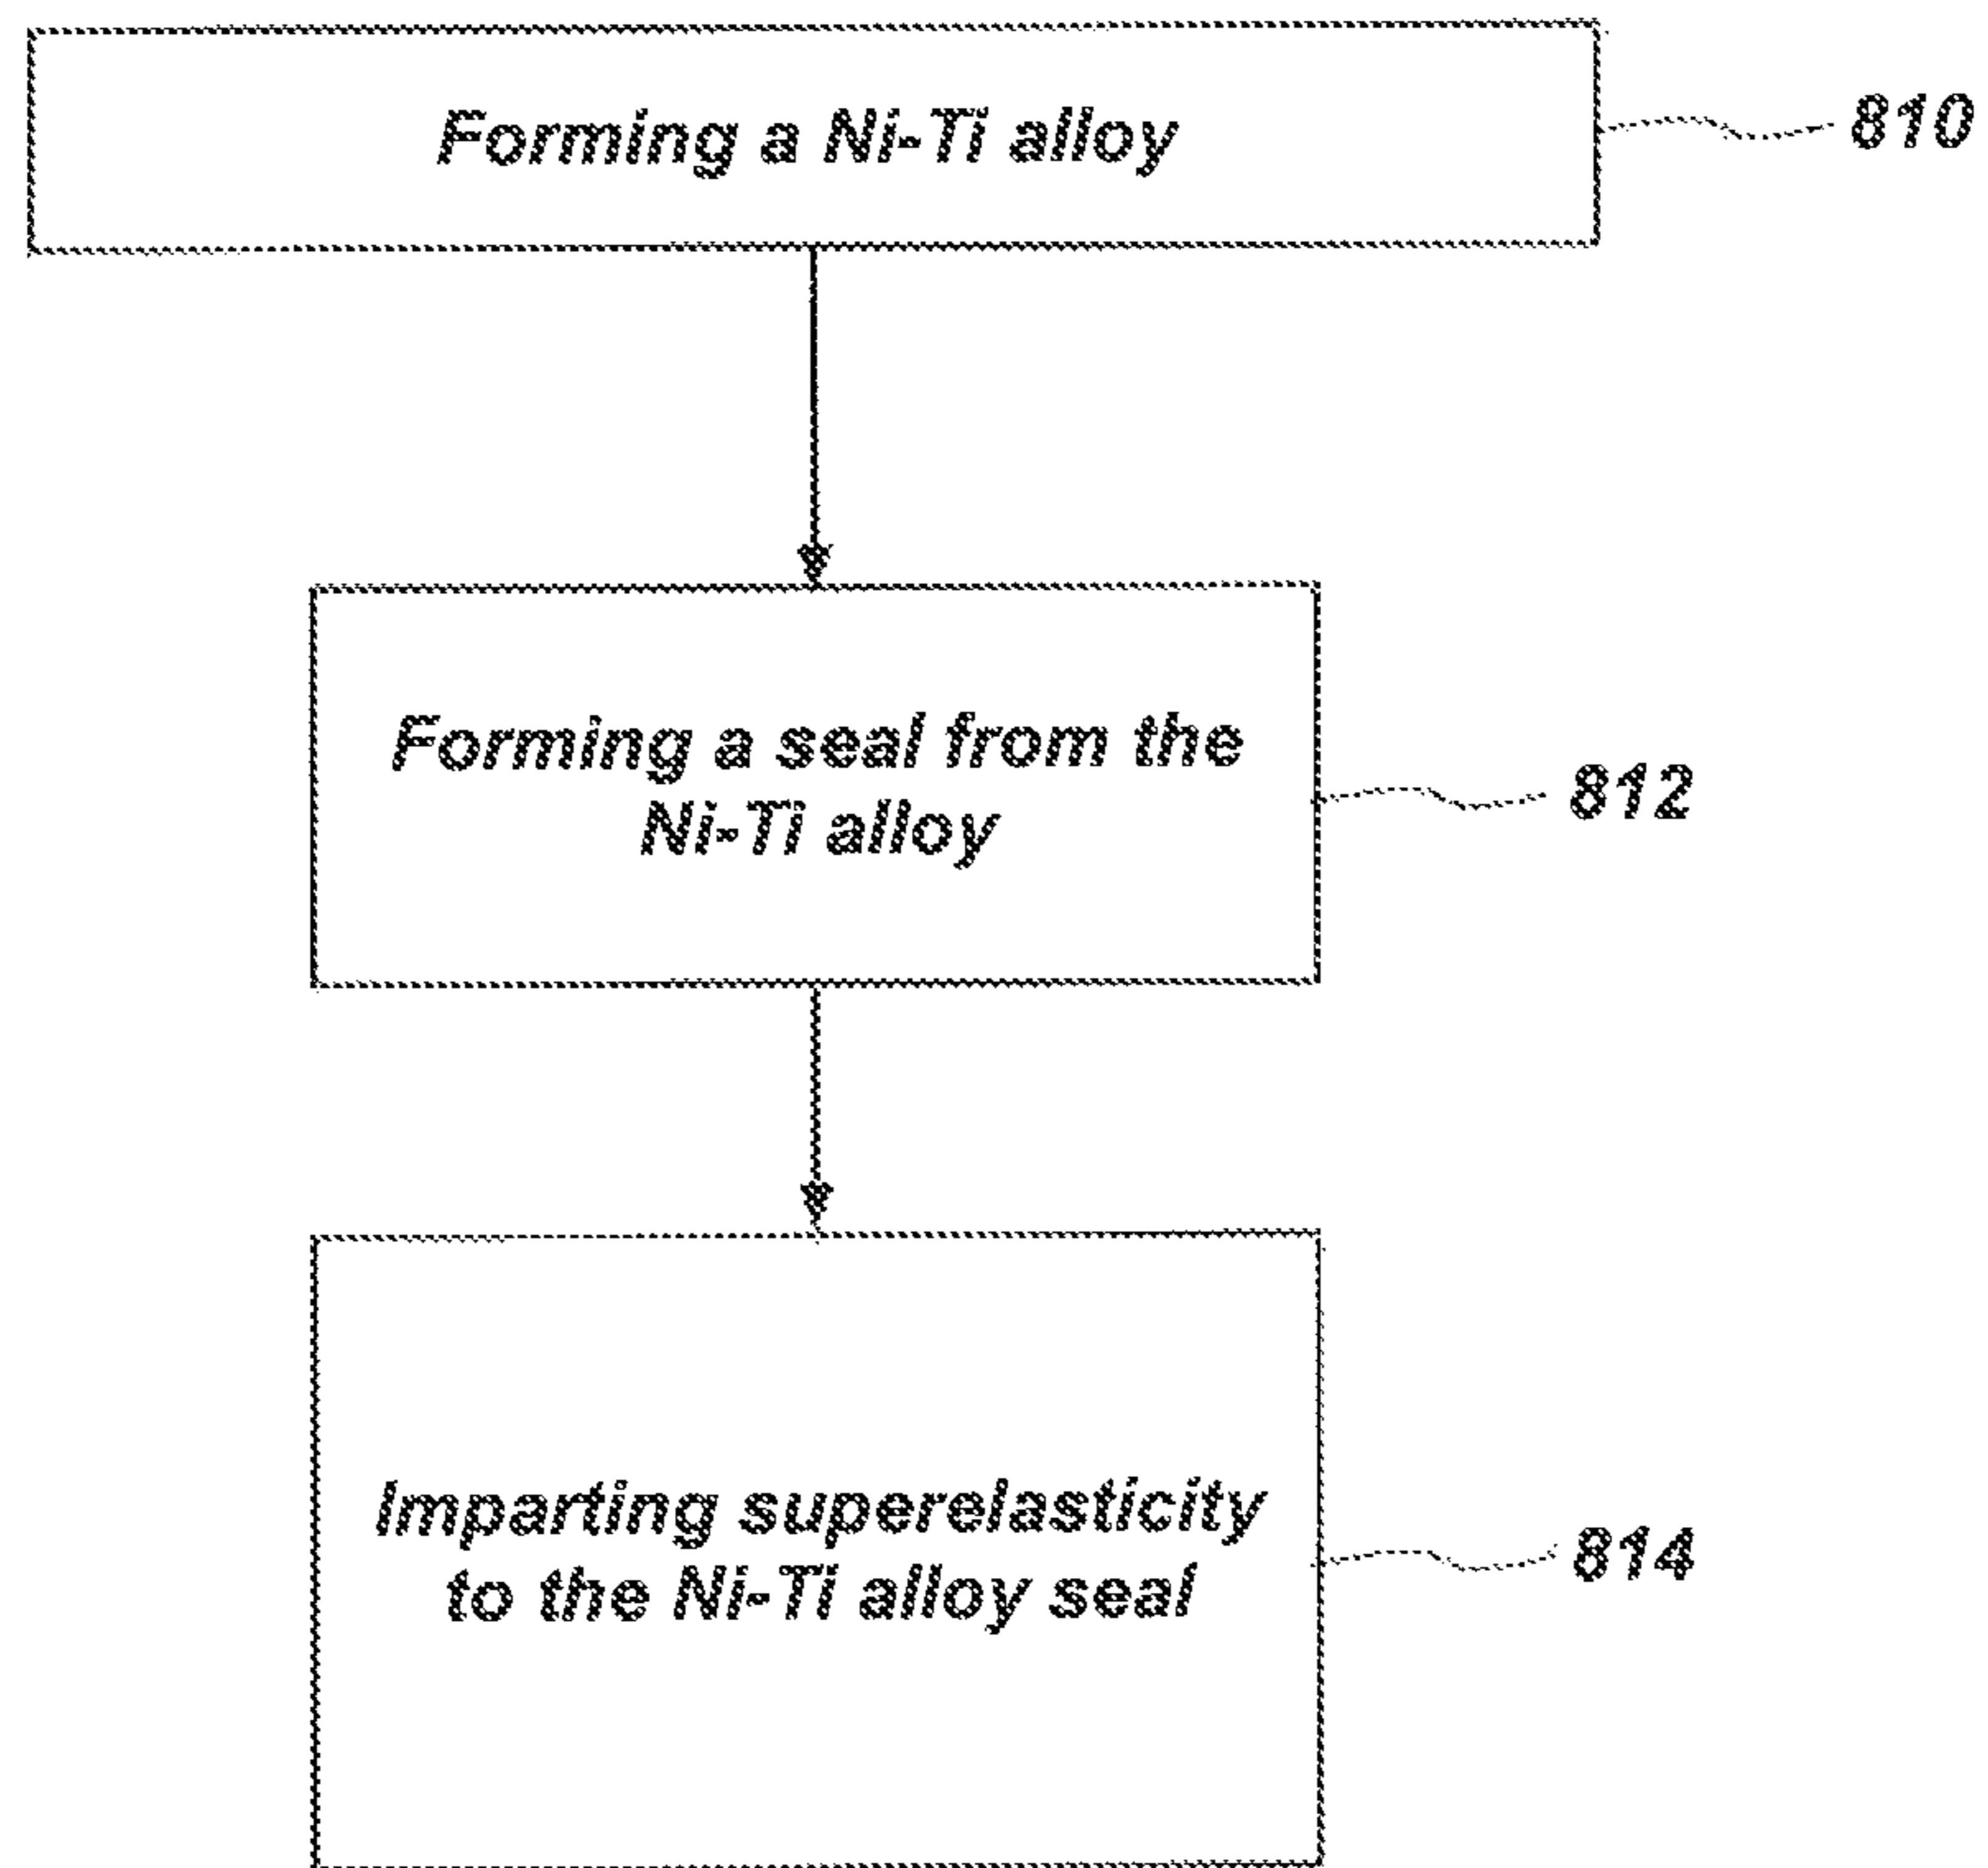 Forming a Ni-Ti alloy
810
Forming a seal from the
Ni-Ti alloy
812
Imparting superelasticity
to the Ni-Ti alloy seal
814